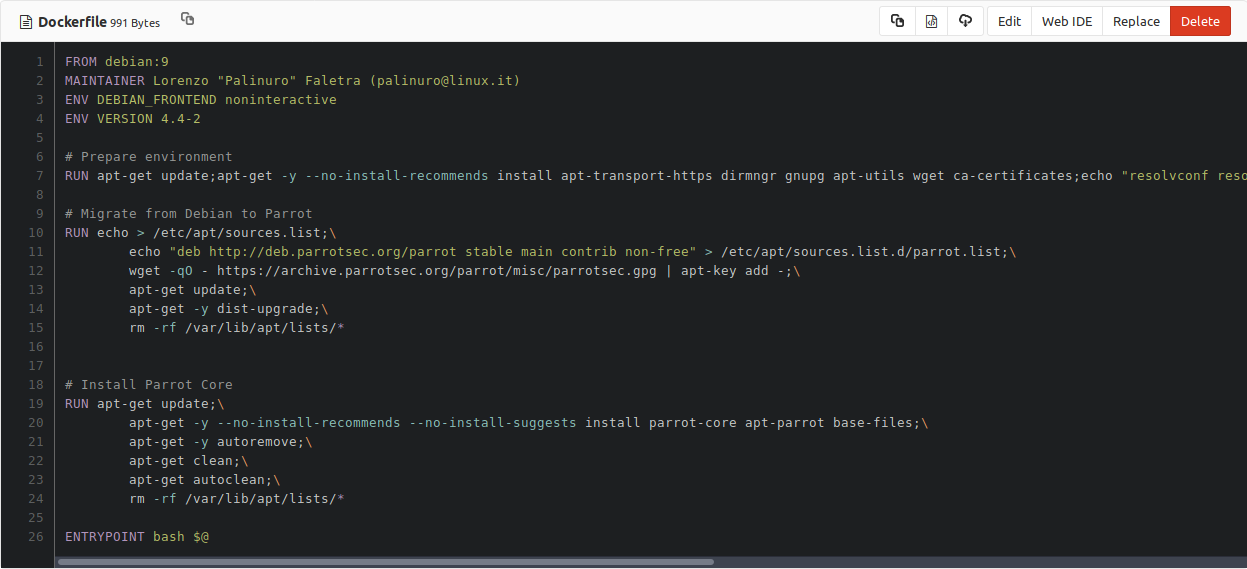 Dockerfile 991 Bytes
Edit Web IDE Replace Delete
1 FROM debian:9
2 MAINTAINER Lorenzo "Palinuro" Faletra (palinuro@linux.it)
3 ENV DEBIAN_FRONTEND noninteractive
4 ENV VERSION 4.4-2
5
6 # Prepare environment
7 RUN apt-get update;apt-get -y --no-install-recommends install apt-transport-https dirmngr gnupg apt-utils wget ca-certificates;echo "resolvconf reso
8
9 # Migrate from Debian to Parrot
10 RUN echo > /etc/apt/sources.list;\
11 echo "deb http://deb.parrotsec.org/parrot stable main contrib non-free" > /etc/apt/sources.list.d/parrot.list;\
12 wget -qO - https://archive.parrotsec.org/parrot/misc/parrotsec.gpg | apt-key add -;\
13 apt-get update;\
14 apt-get -y dist-upgrade;\
15 rm -rf /var/lib/apt/lists/*
16
17
18 # Install Parrot Core
19 RUN apt-get update;\
20 apt-get -y --no-install-recommends --no-install-suggests install parrot-core apt-parrot base-files;\
21 apt-get -y autoremove;\
22 apt-get clean;\
23 apt-get autoclean;\
24 rm -rf /var/lib/apt/lists/*
25
26 ENTRYPOINT bash $@